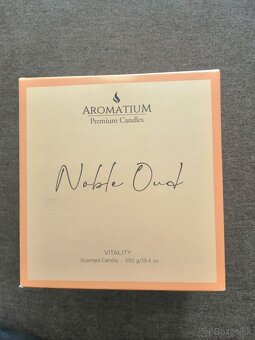 AROMATIUM
Premium Candles
Noble Oud
VITALITY
Scented Candle - 550 g/19.4 oz